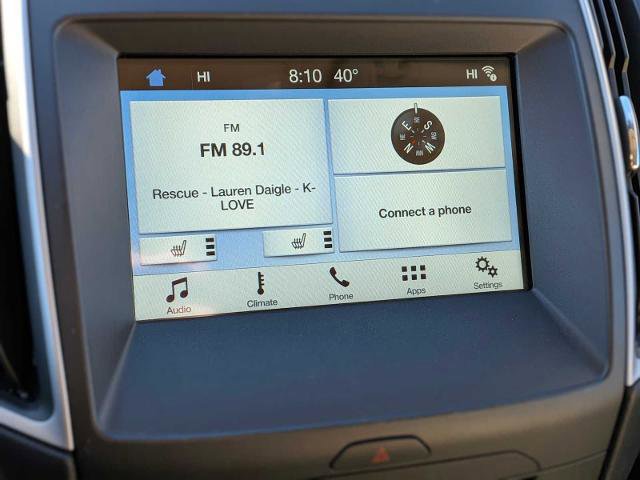 HI 8:10 40° HI
FM
FM 89.1
Rescue - Lauren Daigle - K-
LOVE
E S
N W
Connect a phone
Audio Climate Phone Apps Settings